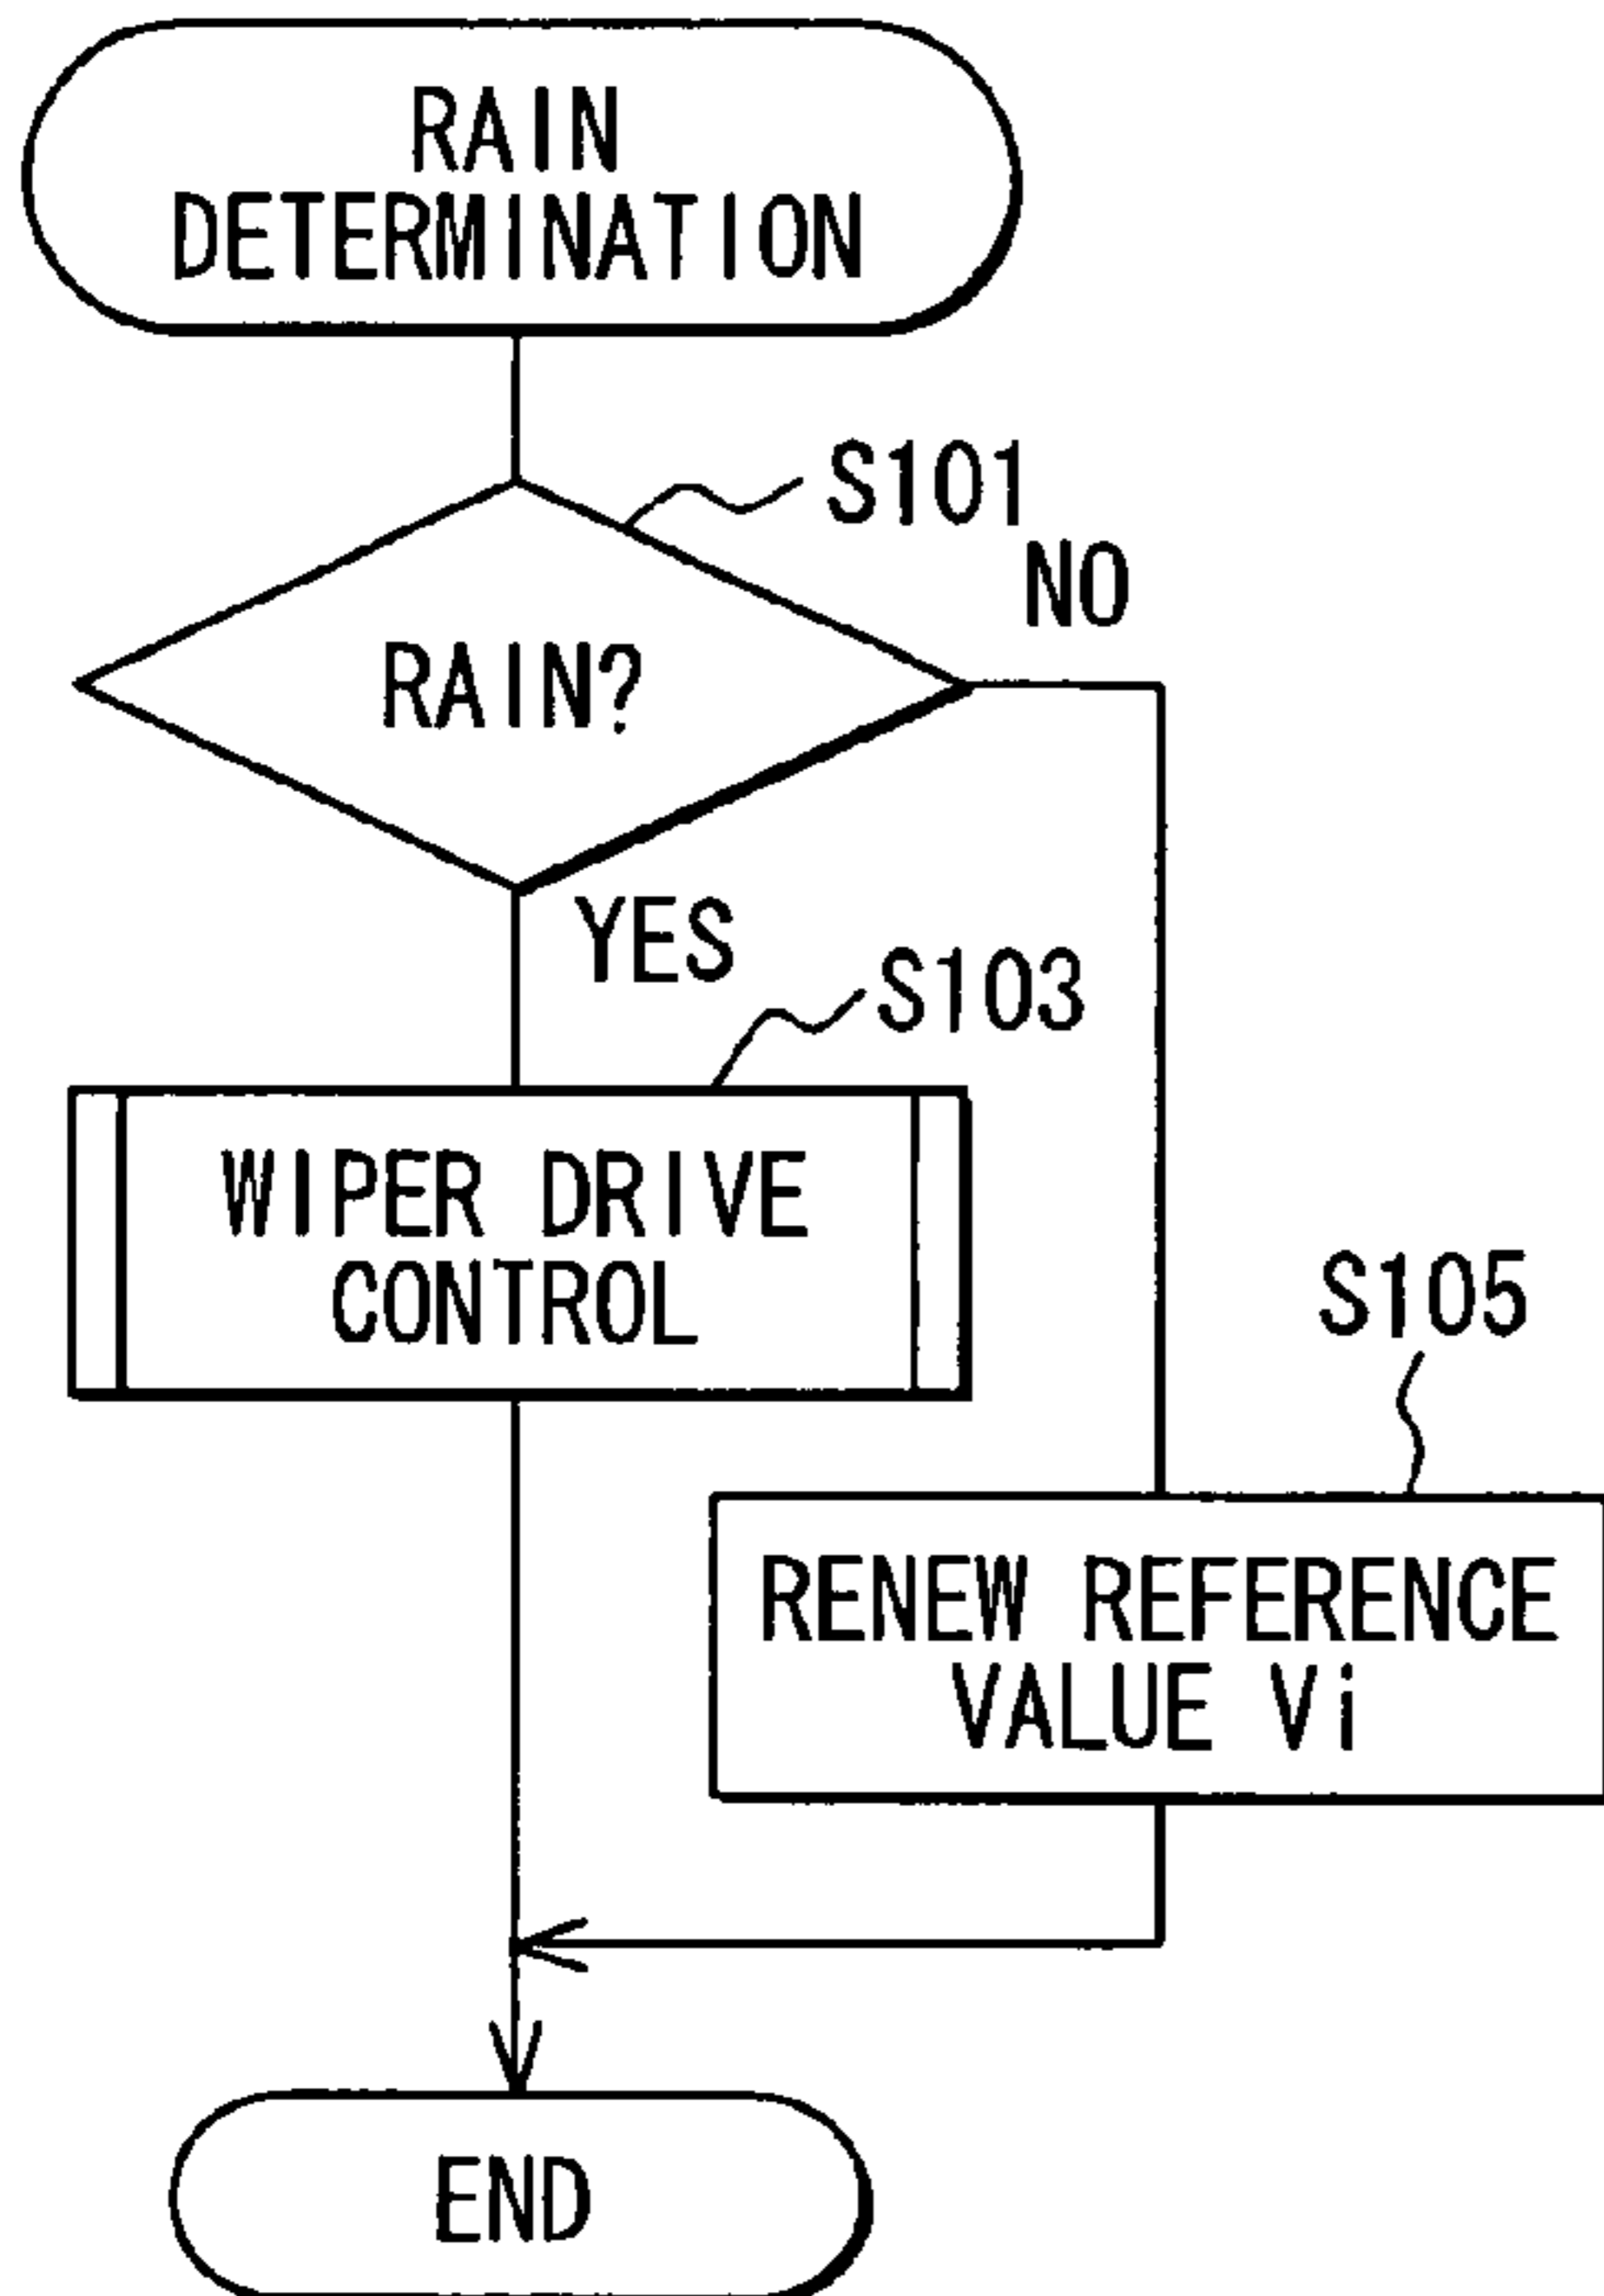 RAIN
DETERMINATION
S101
NO
RAIN?
YES
S103
WIPER DRIVE
CONTROL
S105
RENEW REFERENCE
VALUE Vi
END